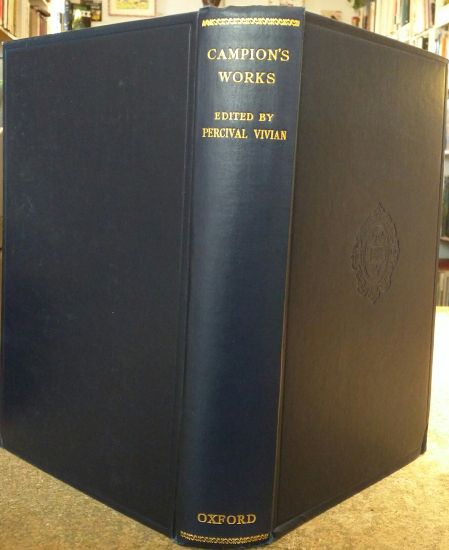 CAMPION'S
WORKS
EDITED BY
PERCIVAL VIVIAN
OXFORD